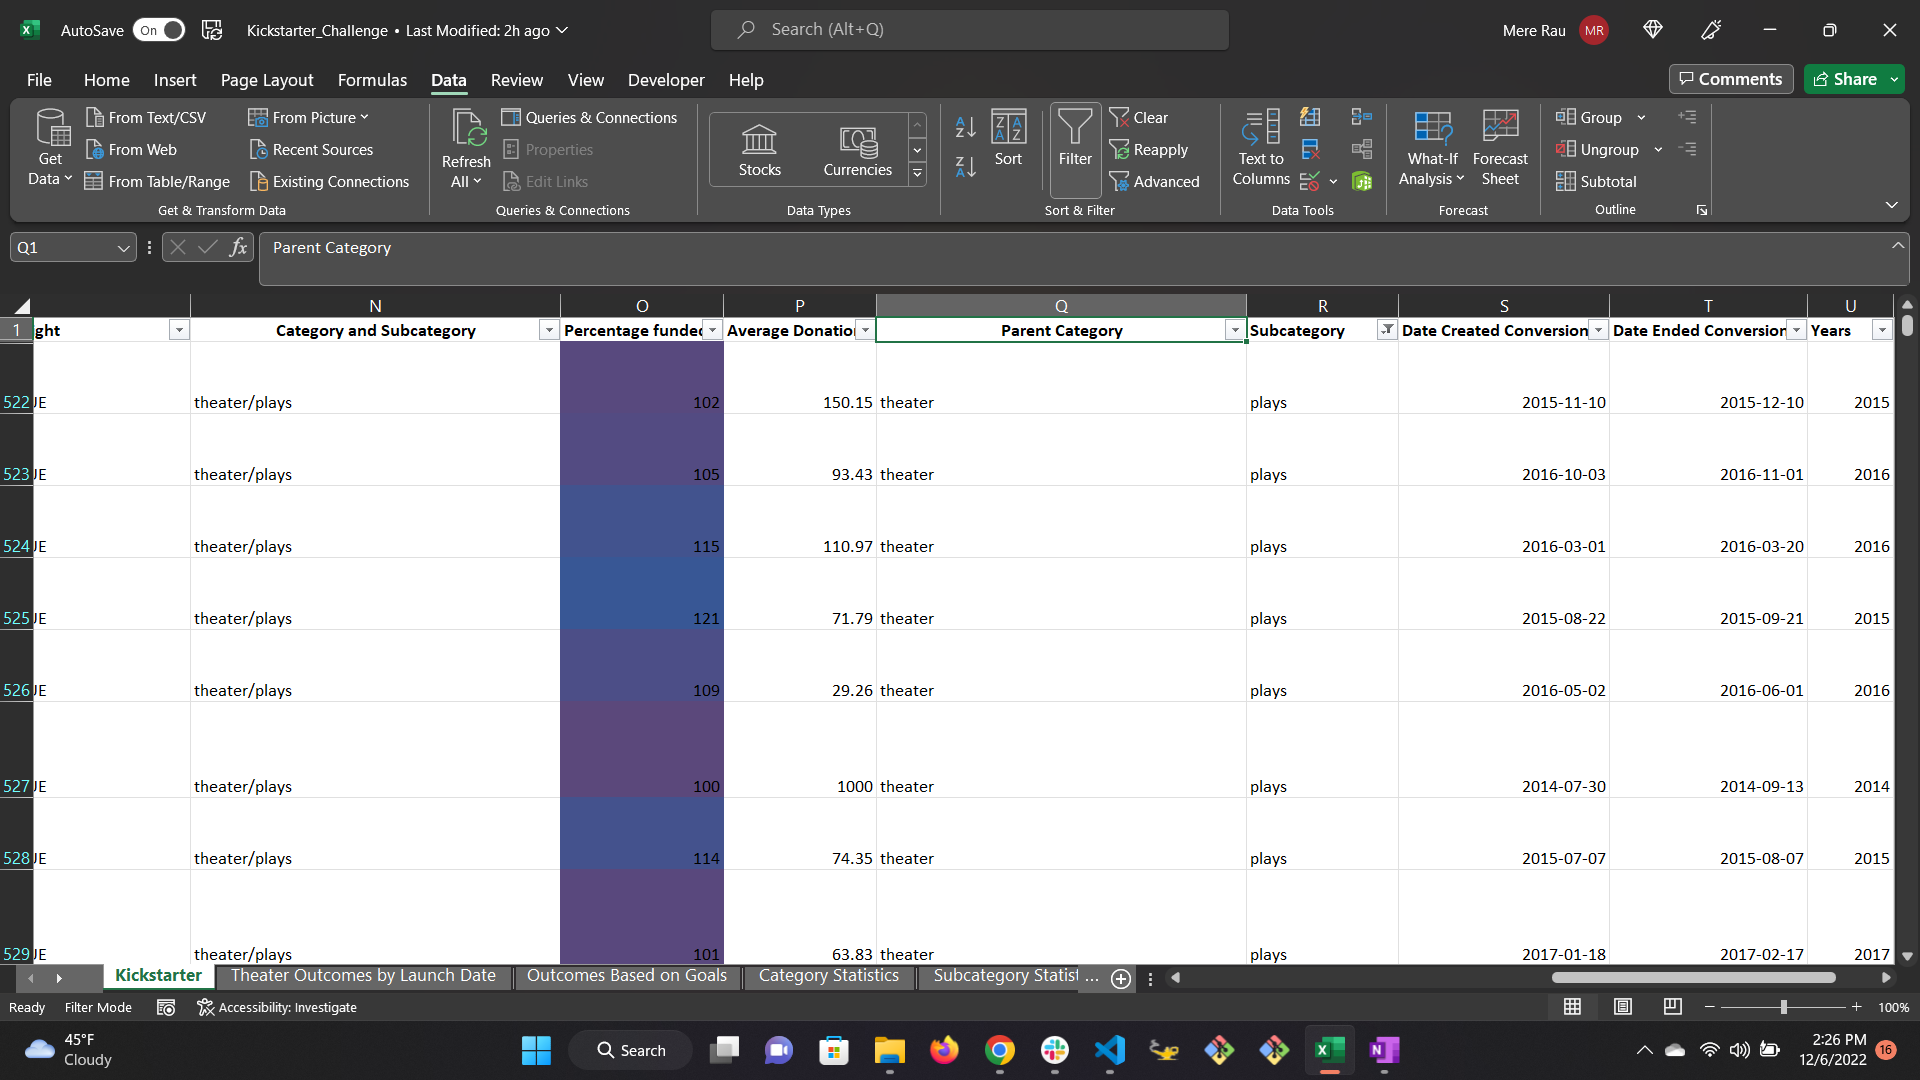 AutoSave On Kickstarter_Challenge • Last Modified: 2h ago Search (Alt+Q) Mere Rau MR
File Home Insert Page Layout Formulas Data Review View Developer Help Comments Share
Get Data
From Text/CSV
From Web
From Table/Range
From Picture
Recent Sources
Existing Connections
Get & Transform Data
Refresh All
Queries & Connections
Properties
Edit Links
Queries & Connections
Stocks Currencies
Data Types
Sort
Filter
Clear
Reapply
Advanced
Sort & Filter
Text to Columns
Data Tools
What-If Analysis
Forecast Sheet
Forecast
Group
Ungroup
Subtotal
Outline
Q1 fx Parent Category
N O P Q R S T U
1 ght Category and Subcategory Percentage funded Average Donatio Parent Category Subcategory Date Created Conversion Date Ended Conversion Years
522 UE theater/plays 102 150.15 theater plays 2015-11-10 2015-12-10 2015
523 UE theater/plays 105 93.43 theater plays 2016-10-03 2016-11-01 2016
524 UE theater/plays 115 110.97 theater plays 2016-03-01 2016-03-20 2016
525 UE theater/plays 121 71.79 theater plays 2015-08-22 2015-09-21 2015
526 UE theater/plays 109 29.26 theater plays 2016-05-02 2016-06-01 2016
527 UE theater/plays 100 1000 theater plays 2014-07-30 2014-09-13 2014
528 UE theater/plays 114 74.35 theater plays 2015-07-07 2015-08-07 2015
529 UE theater/plays 101 63.83 theater plays 2017-01-18 2017-02-17 2017
Kickstarter Theater Outcomes by Launch Date Outcomes Based on Goals Category Statistics Subcategory Statist ...
Ready Filter Mode Accessibility: Investigate 100%
45°F
Cloudy
Search
2:26 PM
12/6/2022
16